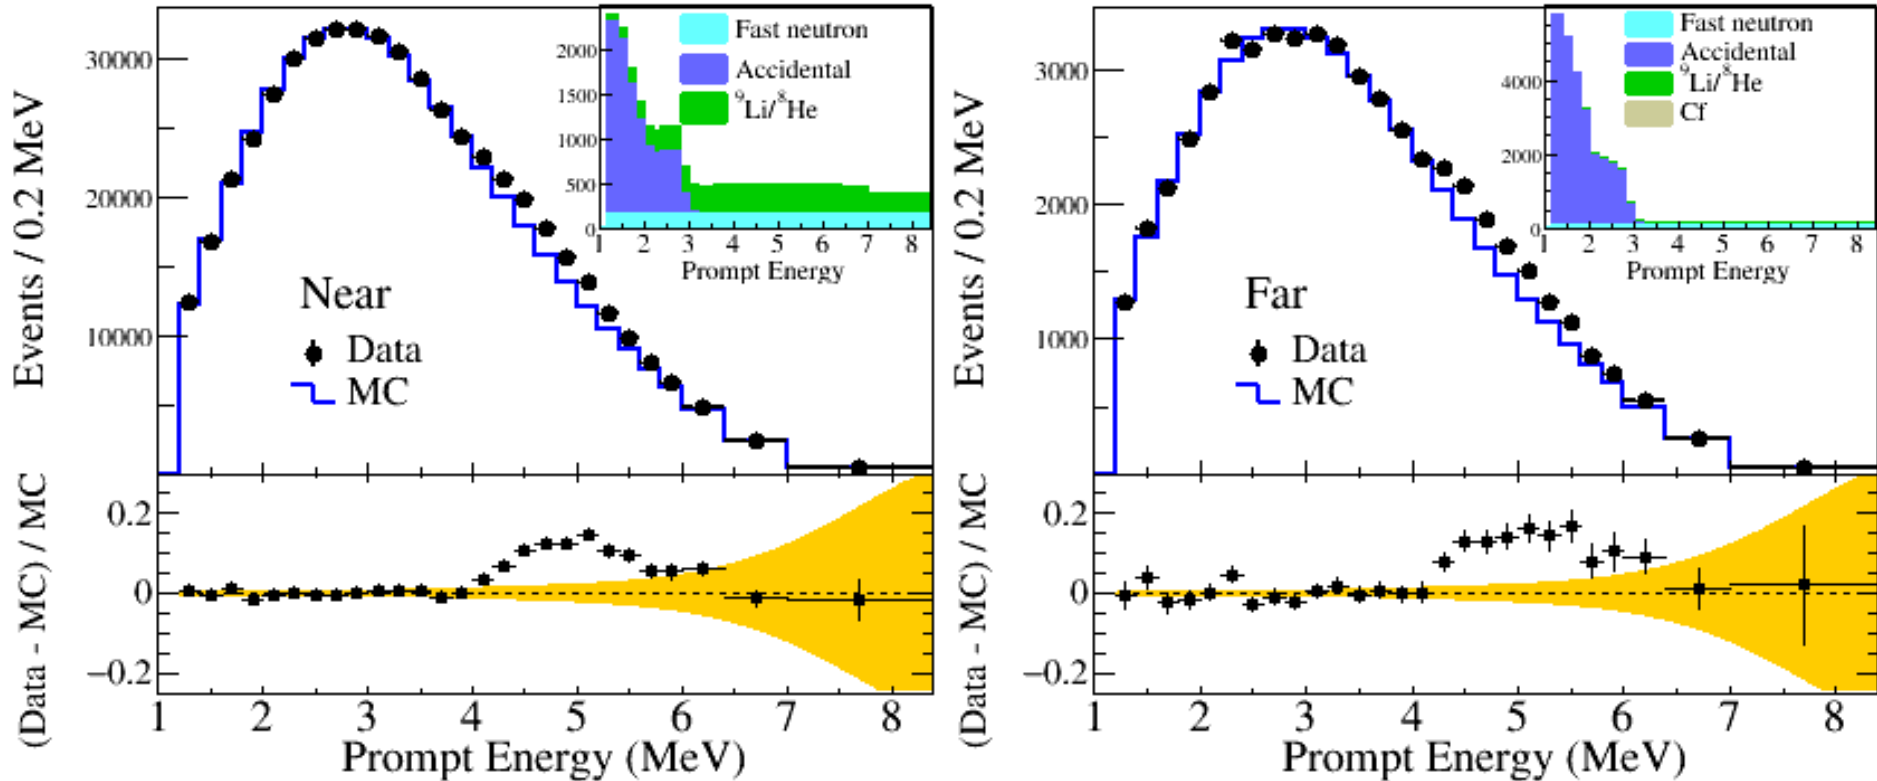 Events / 0.2 MeV
30000
20000
10000
Near
Data
MC
2000
1500
1000
500
0
Fast neutron
Accidental
⁹Li/⁸He
1 2 3 4 5 6 7 8
Prompt Energy
(Data - MC) / MC
0.2
0
−0.2
1 2 3 4 5 6 7 8
Prompt Energy (MeV)
Events / 0.2 MeV
3000
2000
1000
Far
Data
MC
4000
2000
0
Fast neutron
Accidental
⁹Li/⁸He
Cf
1 2 3 4 5 6 7 8
Prompt Energy
(Data - MC) / MC
0.2
0
−0.2
1 2 3 4 5 6 7 8
Prompt Energy (MeV)